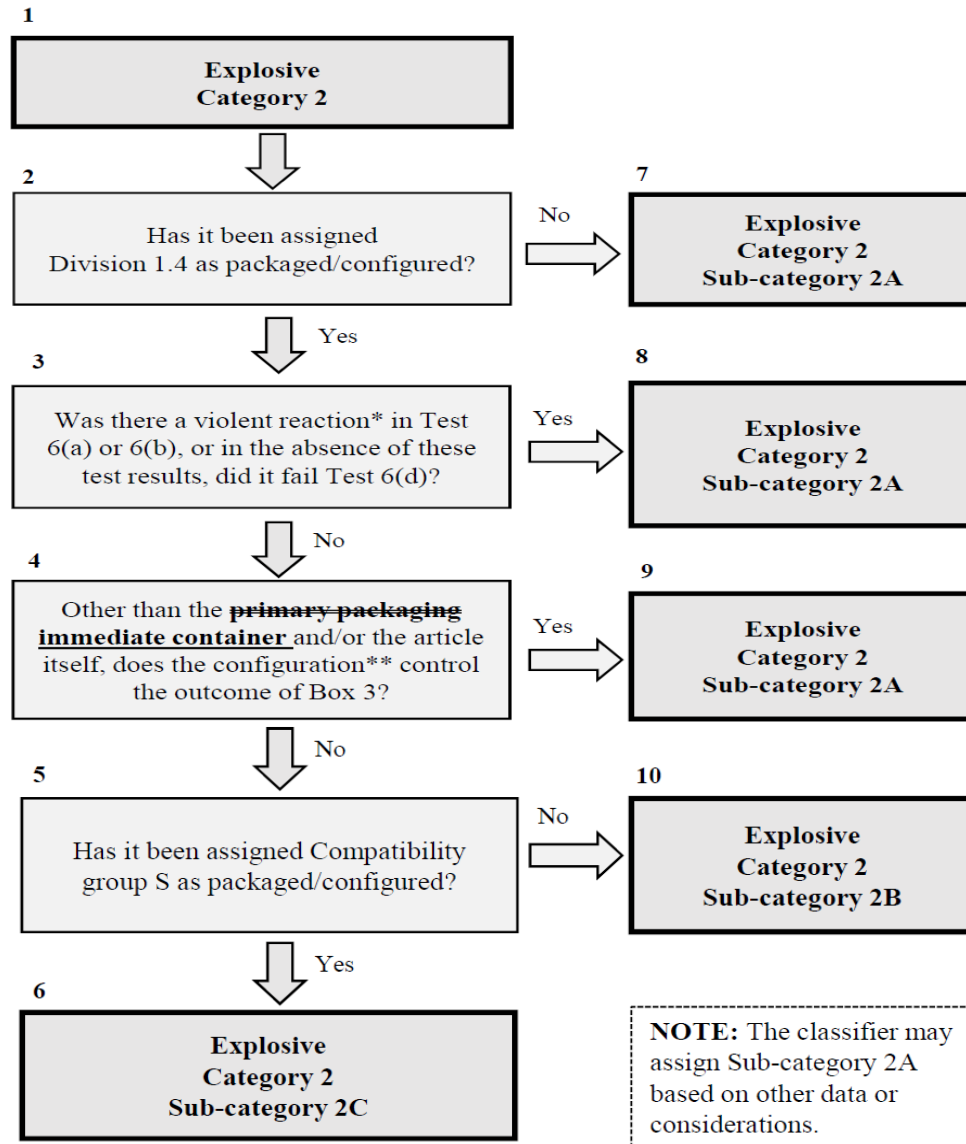 1
Explosive
Category 2
2
Has it been assigned
Division 1.4 as packaged/configured?
No
7
Explosive
Category 2
Sub-category 2A
Yes
3
Was there a violent reaction* in Test
6(a) or 6(b), or in the absence of these
test results, did it fail Test 6(d)?
Yes
8
Explosive
Category 2
Sub-category 2A
No
4
Other than the primary packaging
immediate container and/or the article
itself, does the configuration** control
the outcome of Box 3?
Yes
9
Explosive
Category 2
Sub-category 2A
No
5
Has it been assigned Compatibility
group S as packaged/configured?
No
10
Explosive
Category 2
Sub-category 2B
Yes
6
Explosive
Category 2
Sub-category 2C
NOTE: The classifier may
assign Sub-category 2A
based on other data or
considerations.